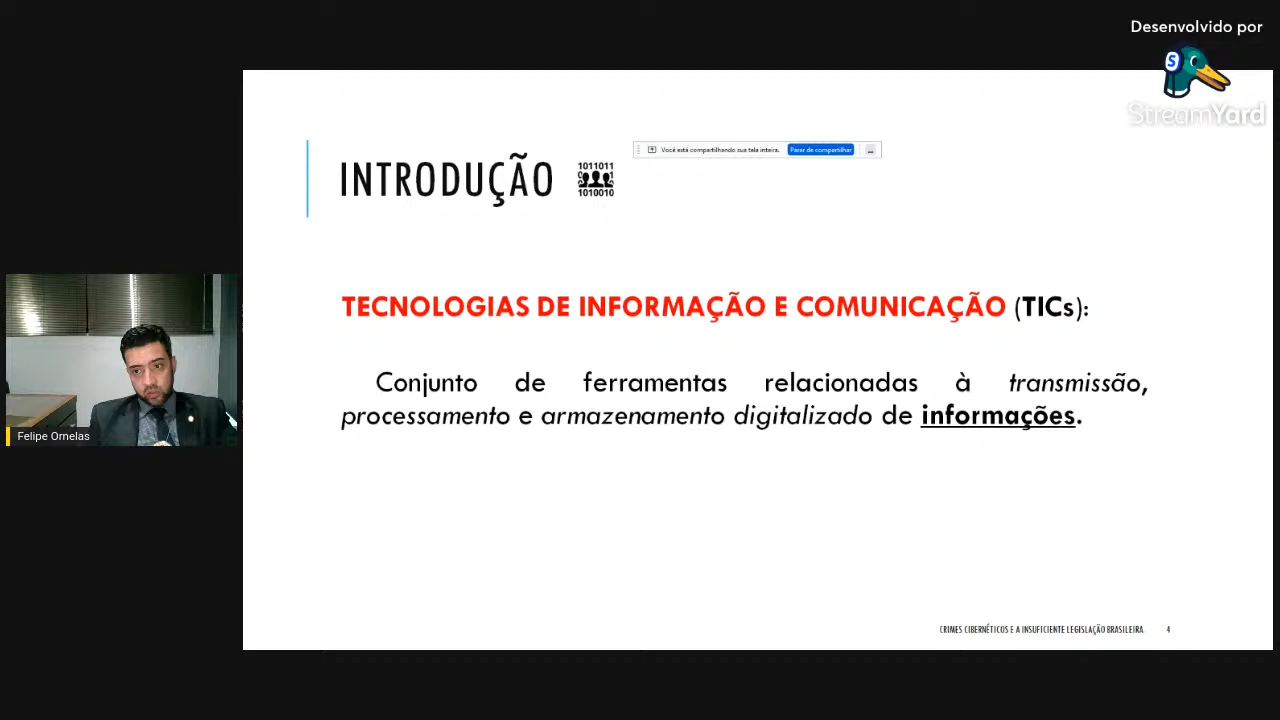 Desenvolvido por
StreamYard
INTRODUÇÃO
1011011
1010010
Você está compartilhando sua tela inteira. Parar de compartilhar
TECNOLOGIAS DE INFORMAÇÃO E COMUNICAÇÃO (TICs):
Conjunto de ferramentas relacionadas à transmissão,
processamento e armazenamento digitalizado de informações.
Felipe Ornelas
CRIMES CIBERNÉTICOS E A INSUFICIENTE LEGISLAÇÃO BRASILEIRA 4